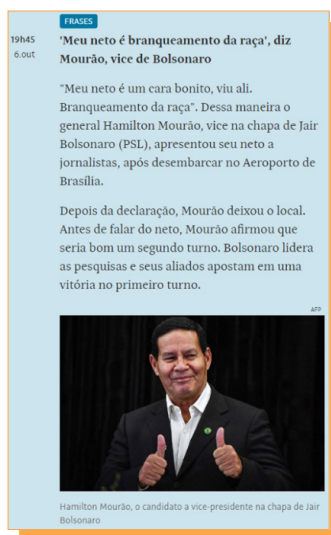 FRASES
19h45
6.out
'Meu neto é branqueamento da raça', diz
Mourão, vice de Bolsonaro
"Meu neto é um cara bonito, viu ali.
Branqueamento da raça". Dessa maneira o
general Hamilton Mourão, vice na chapa de Jair
Bolsonaro (PSL), apresentou seu neto a
jornalistas, após desembarcar no Aeroporto de
Brasília.
Depois da declaração, Mourão deixou o local.
Antes de falar do neto, Mourão afirmou que
seria bom um segundo turno. Bolsonaro lidera
as pesquisas e seus aliados apostam em uma
vitória no primeiro turno.
AFP
Hamilton Mourão, o candidato a vice-presidente na chapa de Jair
Bolsonaro